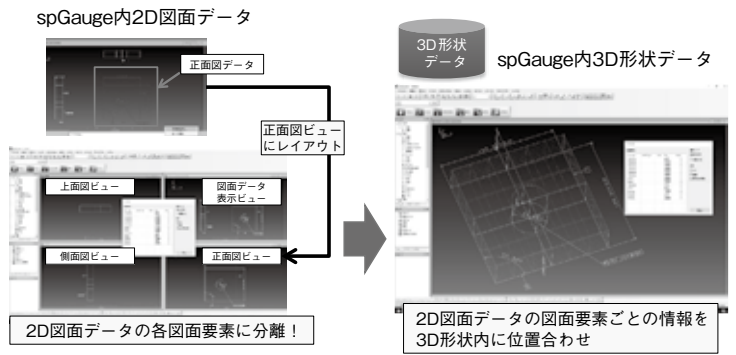 spGauge内2D図面データ
正面図データ
正面図ビュー
にレイアウト
上面図ビュー
図面データ
表示ビュー
側面図ビュー
正面図ビュー
2D図面データの各図面要素に分離！
3D形状
データ
spGauge内3D形状データ
2D図面データの図面要素ごとの情報を
3D形状内に位置合わせ